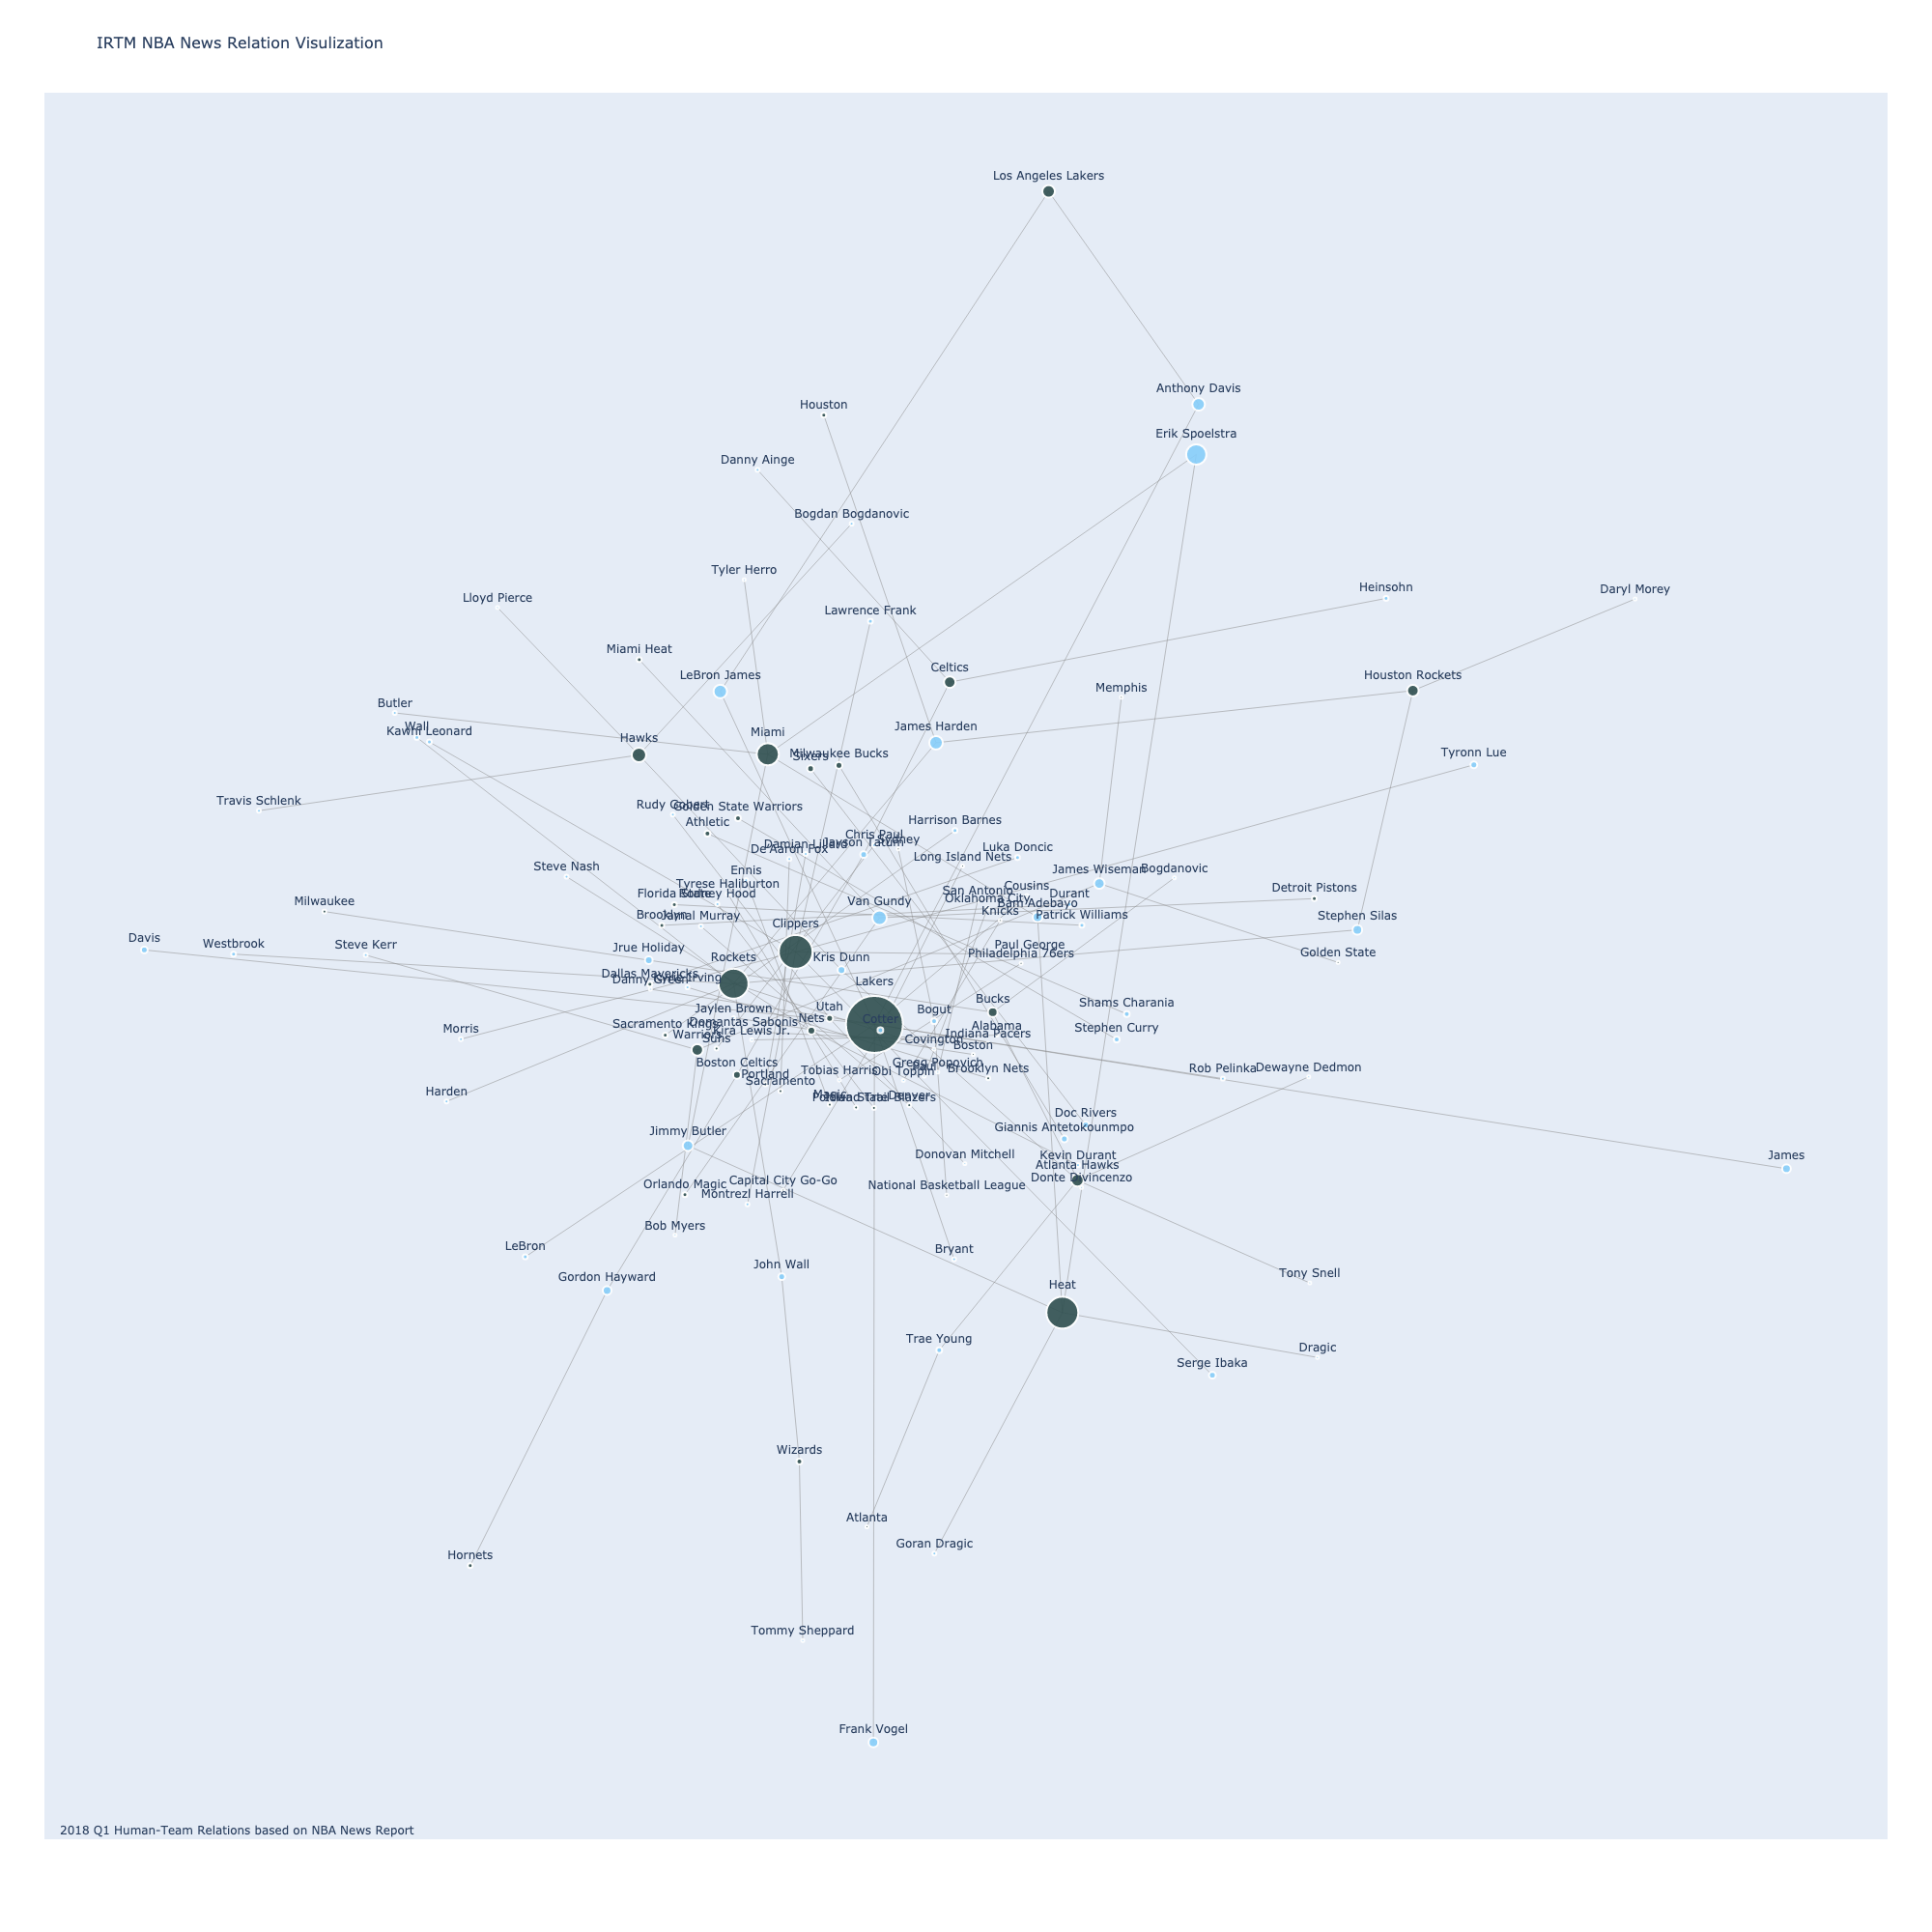 IRTM NBA News Relation Visulization
Los Angeles Lakers
Anthony Davis
Houston
Erik Spoelstra
Danny Ainge
Bogdan Bogdanovic
Tyler Herro
Heinsohn
Daryl Morey
Lloyd Pierce
Lawrence Frank
Miami Heat
Celtics
LeBron James
Houston Rockets
Memphis
Butler
Wall
Kawhi Leonard
James Harden
Miami
Hawks
Milwaukee Bucks
Sixers
Tyronn Lue
Travis Schlenk
Rudy Gobert
Golden State Warriors
Athletic
Harrison Barnes
Chris Paul
Sydney
Jayson Tatum
Damian Lillard
De'Aaron Fox
Luka Doncic
Long Island Nets
Steve Nash
Ennis
James Wiseman
Bogdanovic
Tyrese Haliburton
Cousins
Detroit Pistons
San Antonio
Florida State
Rodney Hood
Durant
Oklahoma City
Milwaukee
Van Gundy
Bam Adebayo
Knicks
Brooklyn
Jamal Murray
Patrick Williams
Stephen Silas
Clippers
Davis
Westbrook
Steve Kerr
Jrue Holiday
Paul George
Philadelphia 76ers
Golden State
Rockets
Kris Dunn
Dallas Mavericks
Kyrie Irving
Danny Green
Lakers
Bucks
Shams Charania
Jaylen Brown
Utah
Bogut
Nets
Cotter
Domantas Sabonis
Sacramento Kings
Alabama
Stephen Curry
Morris
Kira Lewis Jr.
Warriors
Suns
Indiana Pacers
Covington
Boston
Boston Celtics
Gregg Popovich
Portland
Tobias Harris
Obi Toppin
Brooklyn Nets
Rob Pelinka
Dewayne Dedmon
Sacramento
Harden
Magic
Portland Trail Blazers
Denver
Doc Rivers
Jimmy Butler
Giannis Antetokounmpo
Donovan Mitchell
Kevin Durant
James
Atlanta Hawks
Donte Divincenzo
Capital City Go-Go
Orlando Magic
Montrezl Harrell
National Basketball League
Bob Myers
LeBron
Bryant
John Wall
Gordon Hayward
Tony Snell
Heat
Trae Young
Dragic
Serge Ibaka
Wizards
Atlanta
Goran Dragic
Hornets
Tommy Sheppard
Frank Vogel
2018 Q1 Human-Team Relations based on NBA News Report